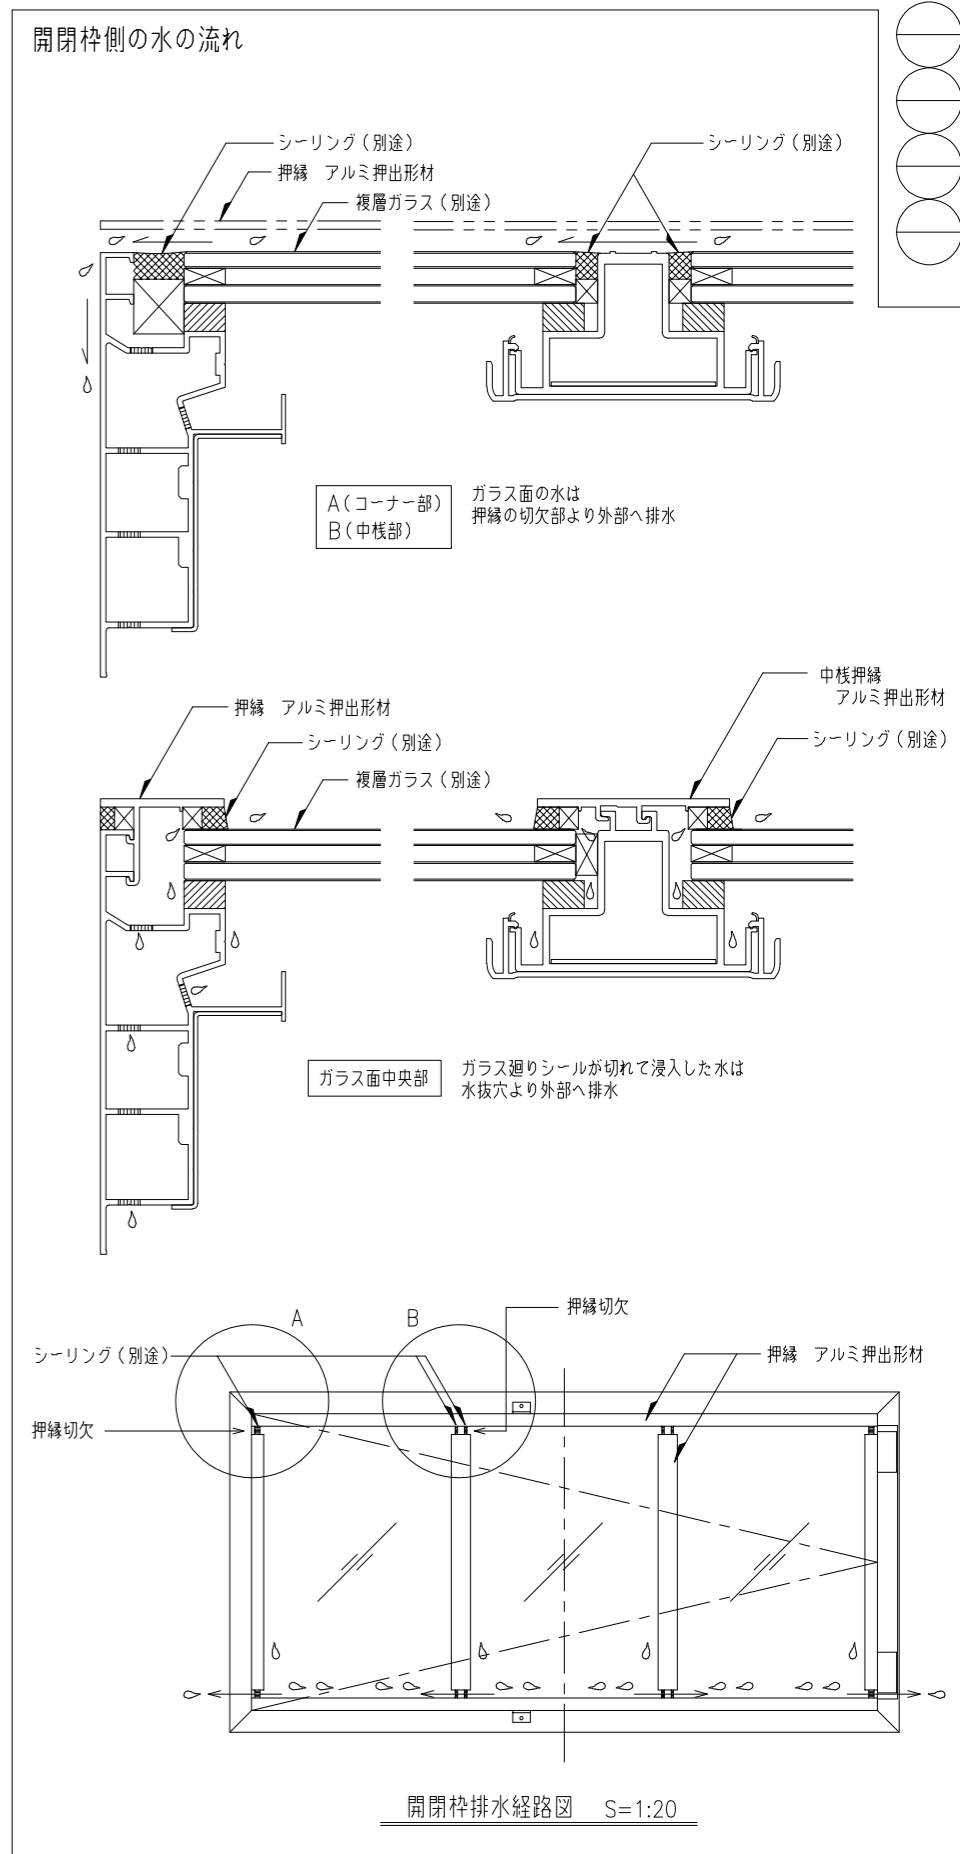 開閉枠側の水の流れ
シーリング(別途)
押縁 アルミ押出形材
複層ガラス(別途)
シーリング(別途)
A(コーナー部)
B(中桟部)
ガラス面の水は
押縁の切欠部より外部へ排水
押縁 アルミ押出形材
シーリング(別途)
複層ガラス(別途)
中桟押縁
アルミ押出形材
シーリング(別途)
ガラス面中央部
ガラス廻りシールが切れて浸入した水は
水抜穴より外部へ排水
A
B
押縁切欠
シーリング(別途)
押縁 アルミ押出形材
押縁切欠
開閉枠排水経路図 S=1:20